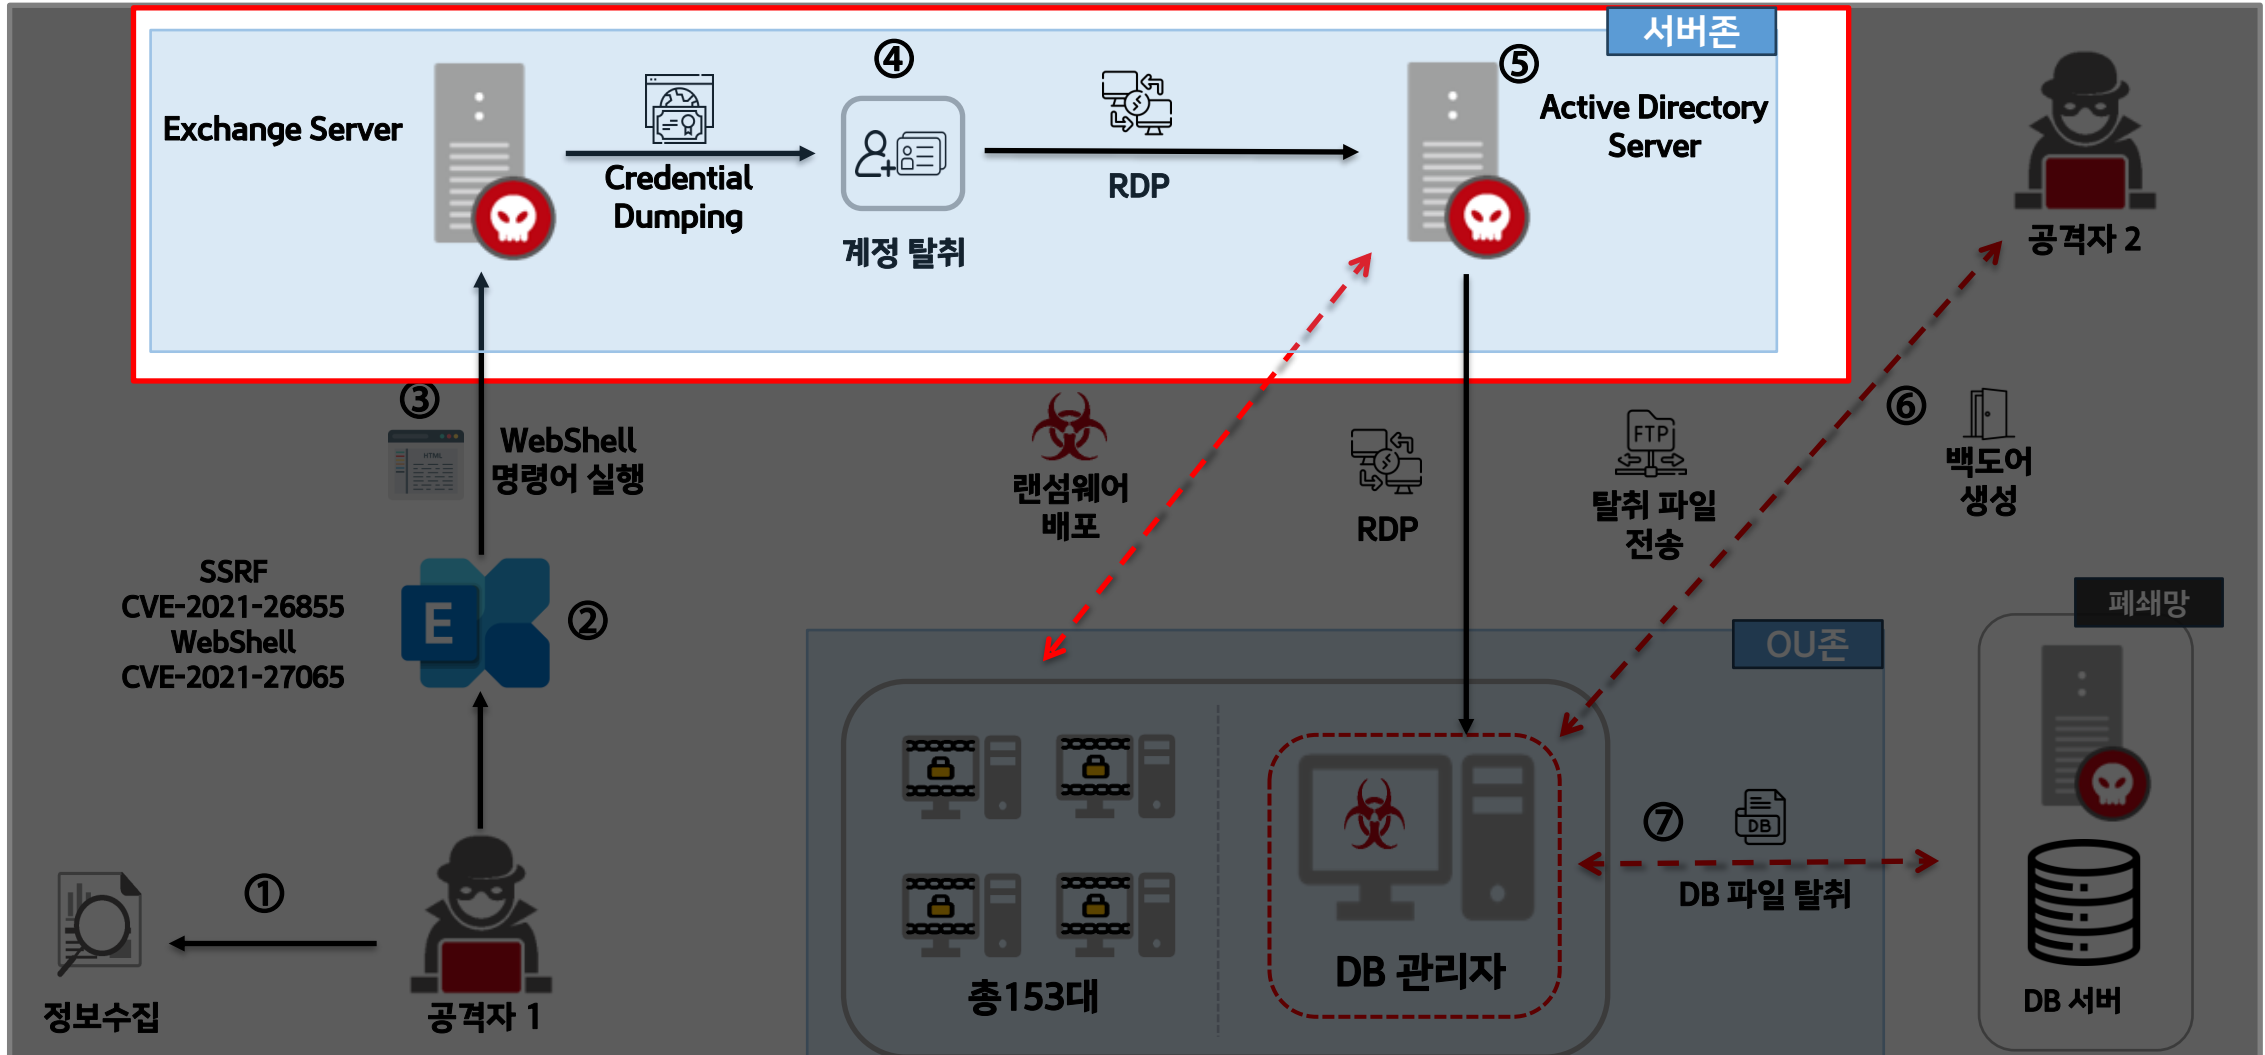 서버존
④
⑤
Exchange Server
Active Directory
Server
Credential
Dumping
RDP
계정 탈취
공격자 2
③
WebShell
명령어 실행
HTML
랜섬웨어
배포
RDP
FTP
탈취 파일
전송
⑥
백도어
생성
SSRF
CVE-2021-26855
WebShell
CVE-2021-27065
E
②
OU존
폐쇄망
①
정보수집
공격자 1
총153대
DB 관리자
⑦
DB
DB 파일 탈취
DB 서버